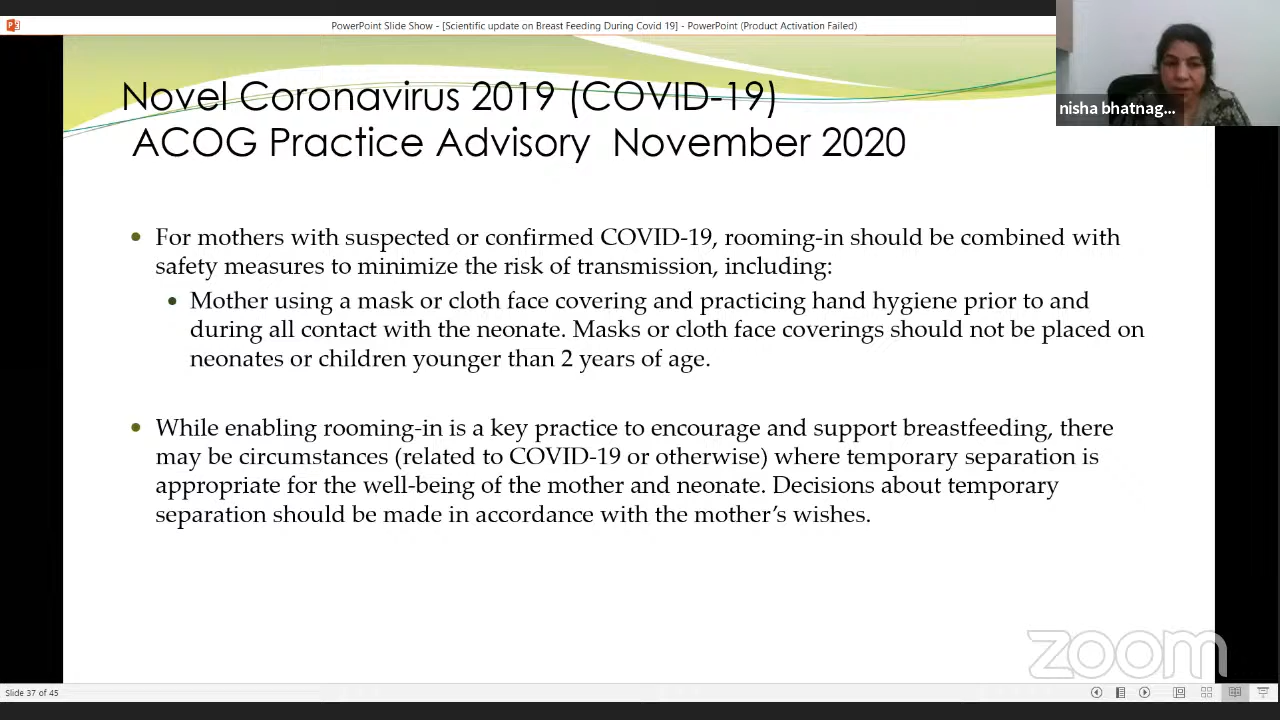 PowerPoint Slide Show - [Scientific update on Breast Feeding During Covid 19] - PowerPoint (Product Activation Failed)
nisha bhatnag...
Novel Coronavirus 2019 (COVID-19)
ACOG Practice Advisory November 2020
• For mothers with suspected or confirmed COVID-19, rooming-in should be combined with
safety measures to minimize the risk of transmission, including:
• Mother using a mask or cloth face covering and practicing hand hygiene prior to and
during all contact with the neonate. Masks or cloth face coverings should not be placed on
neonates or children younger than 2 years of age.
• While enabling rooming-in is a key practice to encourage and support breastfeeding, there
may be circumstances (related to COVID-19 or otherwise) where temporary separation is
appropriate for the well-being of the mother and neonate. Decisions about temporary
separation should be made in accordance with the mother’s wishes.
zoom
Slide 37 of 45